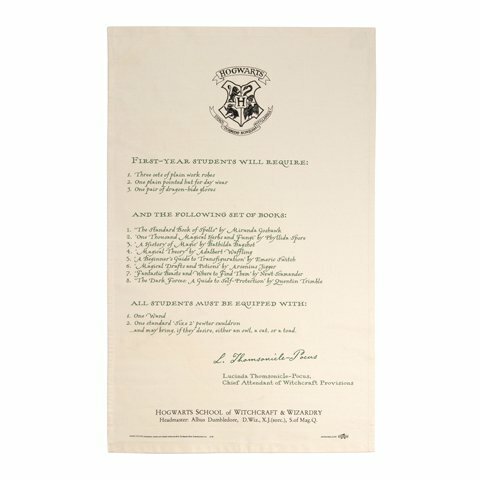 HOGWARTS
DRACO DORMIENS NUNQUAM TITILLANDUS
FIRST-YEAR STUDENTS WILL REQUIRE:
1. Three sets of plain work robes
2. One plain pointed hat for day wear
3. One pair of dragon-hide gloves
AND THE FOLLOWING SET OF BOOKS:
1. "The Standard Book of Spells" by Miranda Goshawk
2. "One Thousand Magical Herbs and Fungi" by Phyllida Spore
3. "A History of Magic" by Bathilda Bagshot
4. "Magical Theory" by Adalbert Waffling
5. "A Beginner's Guide to Transfiguration" by Emeric Switch
6. "Magical Drafts and Potions" by Arsenius Jigger
7. "Fantastic Beasts and Where to Find Them" by Newt Scamander
8. "The Dark Forces: A Guide to Self-Protection" by Quentin Trimble
ALL STUDENTS MUST BE EQUIPPED WITH:
1. One Wand
2. One standard 'Size 2' pewter cauldron
...and may bring, if they desire, either an owl, a cat, or a toad.
L. Thomsonicle-Pocus
Lucinda Thomsonicle-Pocus,
Chief Attendant of Witchcraft Provisions
HOGWARTS SCHOOL OF WITCHCRAFT & WIZARDRY
Headmaster: Albus Dumbledore, D.Wiz., X.J.(sorc.), S.of Mag.Q.